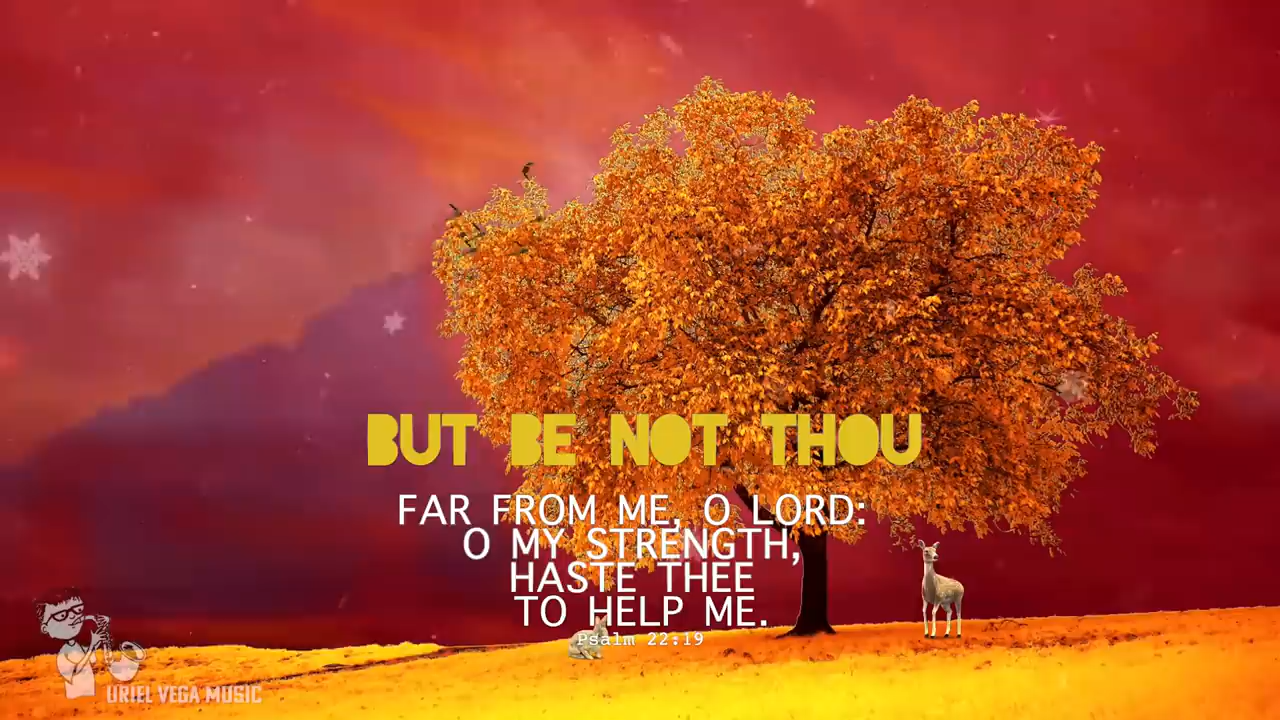 BUT BE NOT THOU
FAR FROM ME, O LORD:
O MY STRENGTH,
HASTE THEE
TO HELP ME.
Psalm 22:19
URIEL VEGA MUSIC